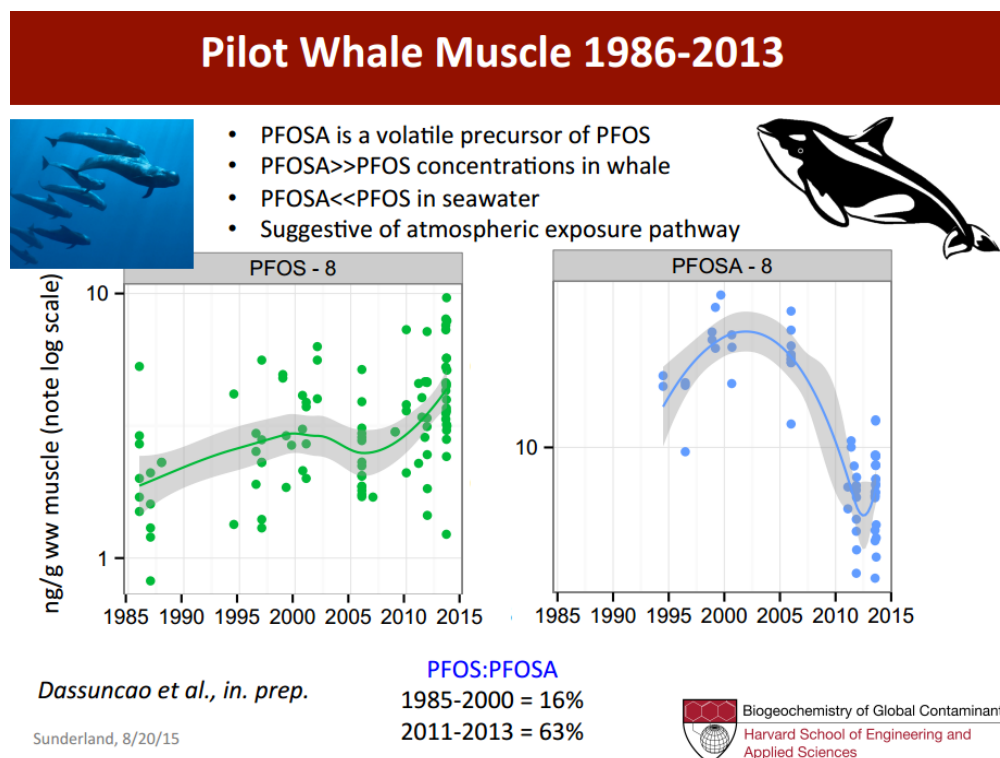 Pilot Whale Muscle 1986-2013
• PFOSA is a volatile precursor of PFOS
• PFOSA>>PFOS concentrations in whale
• PFOSA<<PFOS in seawater
• Suggestive of atmospheric exposure pathway
ng/g ww muscle (note log scale)
PFOS - 8
10
1
1985 1990 1995 2000 2005 2010 2015
PFOSA - 8
10
1985 1990 1995 2000 2005 2010 2015
PFOS:PFOSA
1985-2000 = 16%
2011-2013 = 63%
Dassuncao et al., in. prep.
Sunderland, 8/20/15
Biogeochemistry of Global Contaminant
Harvard School of Engineering and
Applied Sciences